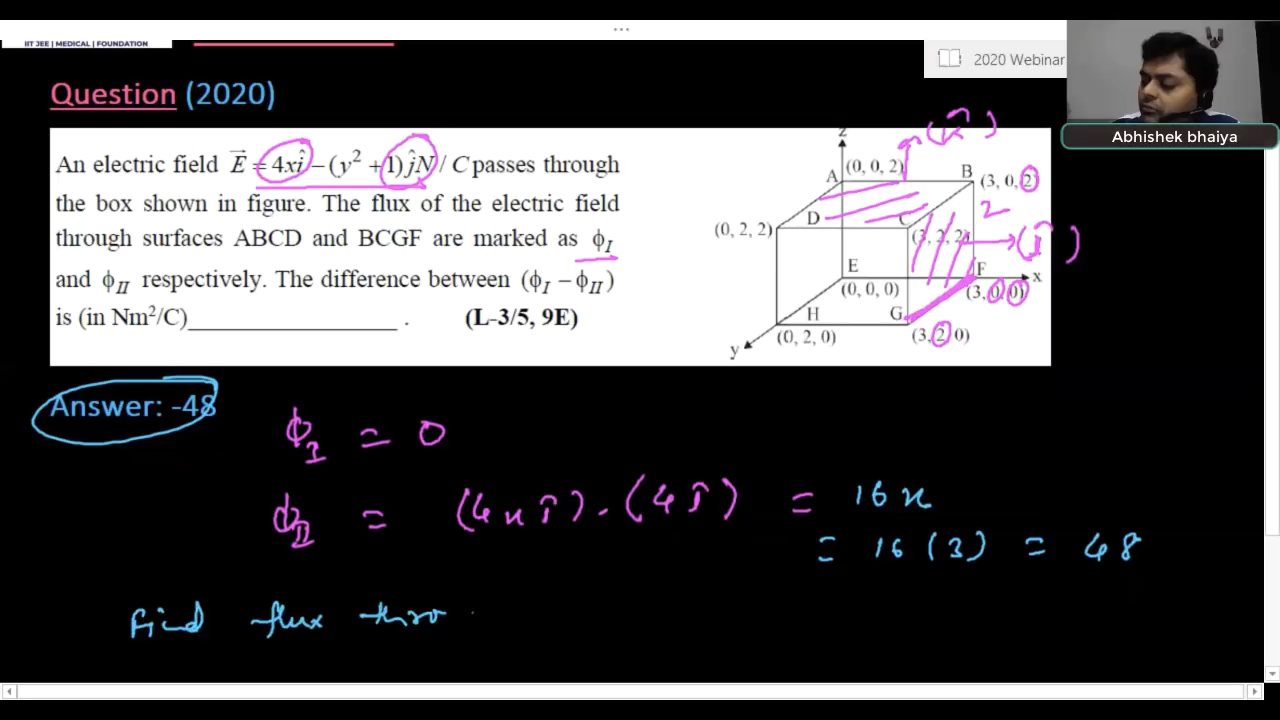 IIT JEE | MEDICAL | FOUNDATION
2020 Webinar
Abhishek bhaiya
Question (2020)
An electric field E⃗ = 4xî − (y² + 1)ĵN / C passes through
the box shown in figure. The flux of the electric field
through surfaces ABCD and BCGF are marked as ϕI
and ϕII respectively. The difference between (ϕI − ϕII)
is (in Nm²/C)____________________ . (L-3/5, 9E)
z
(k̂)
A (0, 0, 2) B (3, 0, 2)
2
(0, 2, 2) D C (3, 2, 2) (î)
E F x
(0, 0, 0) (3, 0, 0)
H G
y (0, 2, 0) (3, 2, 0)
Answer: -48
ϕI = 0
ϕII = (4xî) . (4î) = 16x
= 16 (3) = 48
Find flux thro